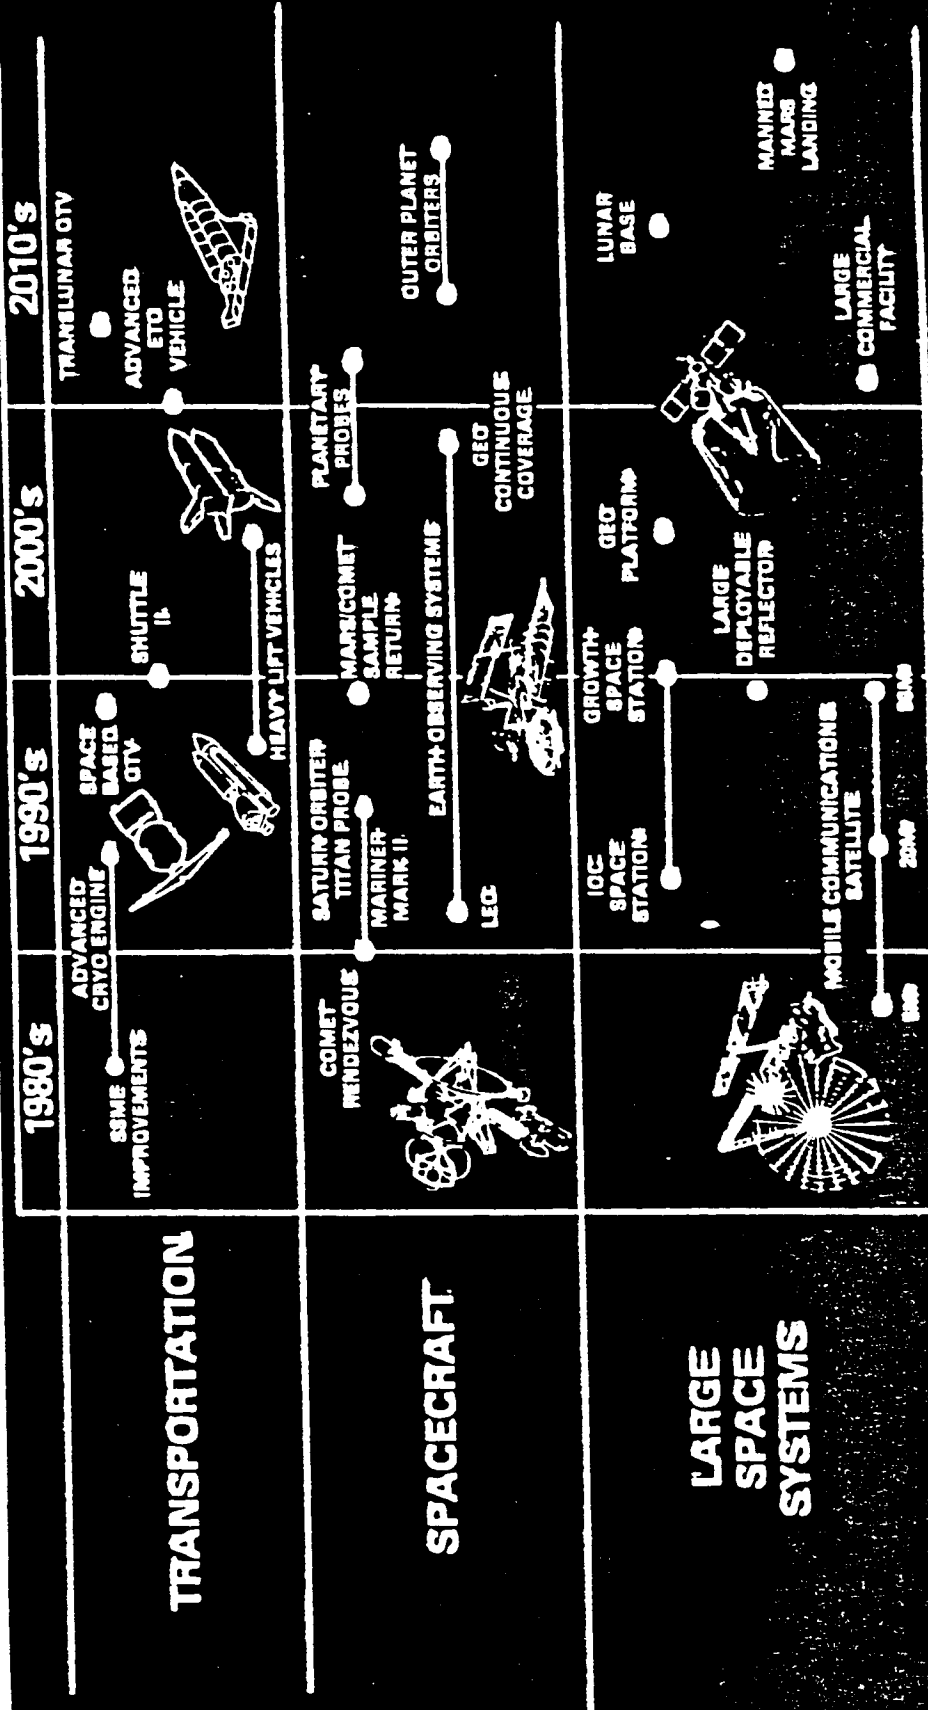 1980's
1990's
2000's
2010's
TRANSPORTATION
SSME
IMPROVEMENTS
ADVANCED
CRYO ENGINE
SPACE
BASED
OTV
SHUTTLE
II
HEAVY LIFT VEHICLES
TRANSLUNAR OTV
ADVANCED
ETO
VEHICLE
SPACECRAFT
COMET
RENDEZVOUS
SATURN ORBITER
TITAN PROBE
MARINER
MARK II
MARS/COMET
SAMPLE
RETURN
PLANETARY
PROBES
OUTER PLANET
ORBITERS
LEO
EARTH OBSERVING SYSTEMS
GEO
CONTINUOUS
COVERAGE
LARGE
SPACE
SYSTEMS
IOC
SPACE
STATION
GROWTH
SPACE
STATION
GEO
PLATFORM
LUNAR
BASE
LARGE
DEPLOYABLE
REFLECTOR
MANNED
MARS
LANDING
MOBILE COMMUNICATIONS
SATELLITE
20M
LARGE
COMMERCIAL
FACILITY